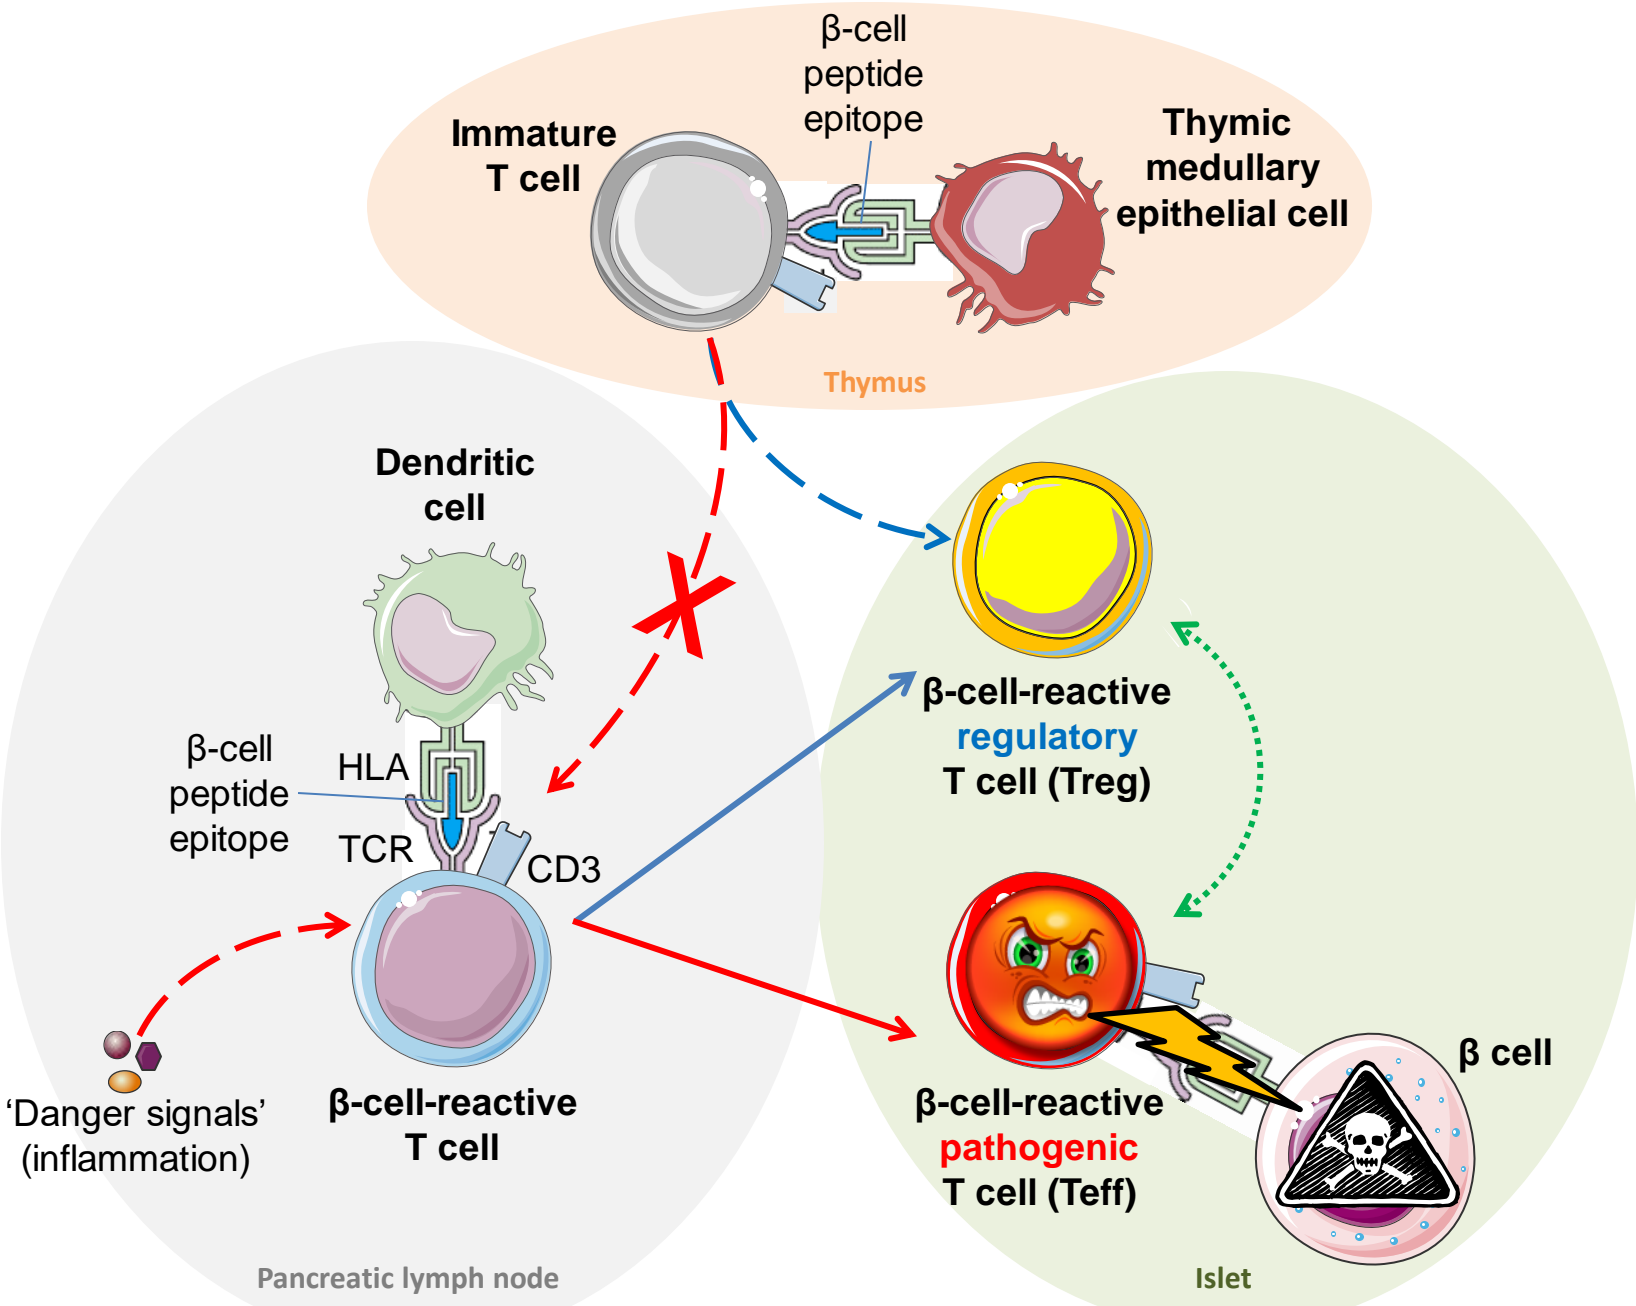 β-cell
peptide
epitope
Immature
T cell
Thymic
medullary
epithelial cell
Thymus
Dendritic
cell
β-cell
peptide
epitope
HLA
TCR
CD3
‘Danger signals’
(inflammation)
β-cell-reactive
T cell
Pancreatic lymph node
β-cell-reactive
regulatory
T cell (Treg)
β-cell-reactive
pathogenic
T cell (Teff)
β cell
Islet